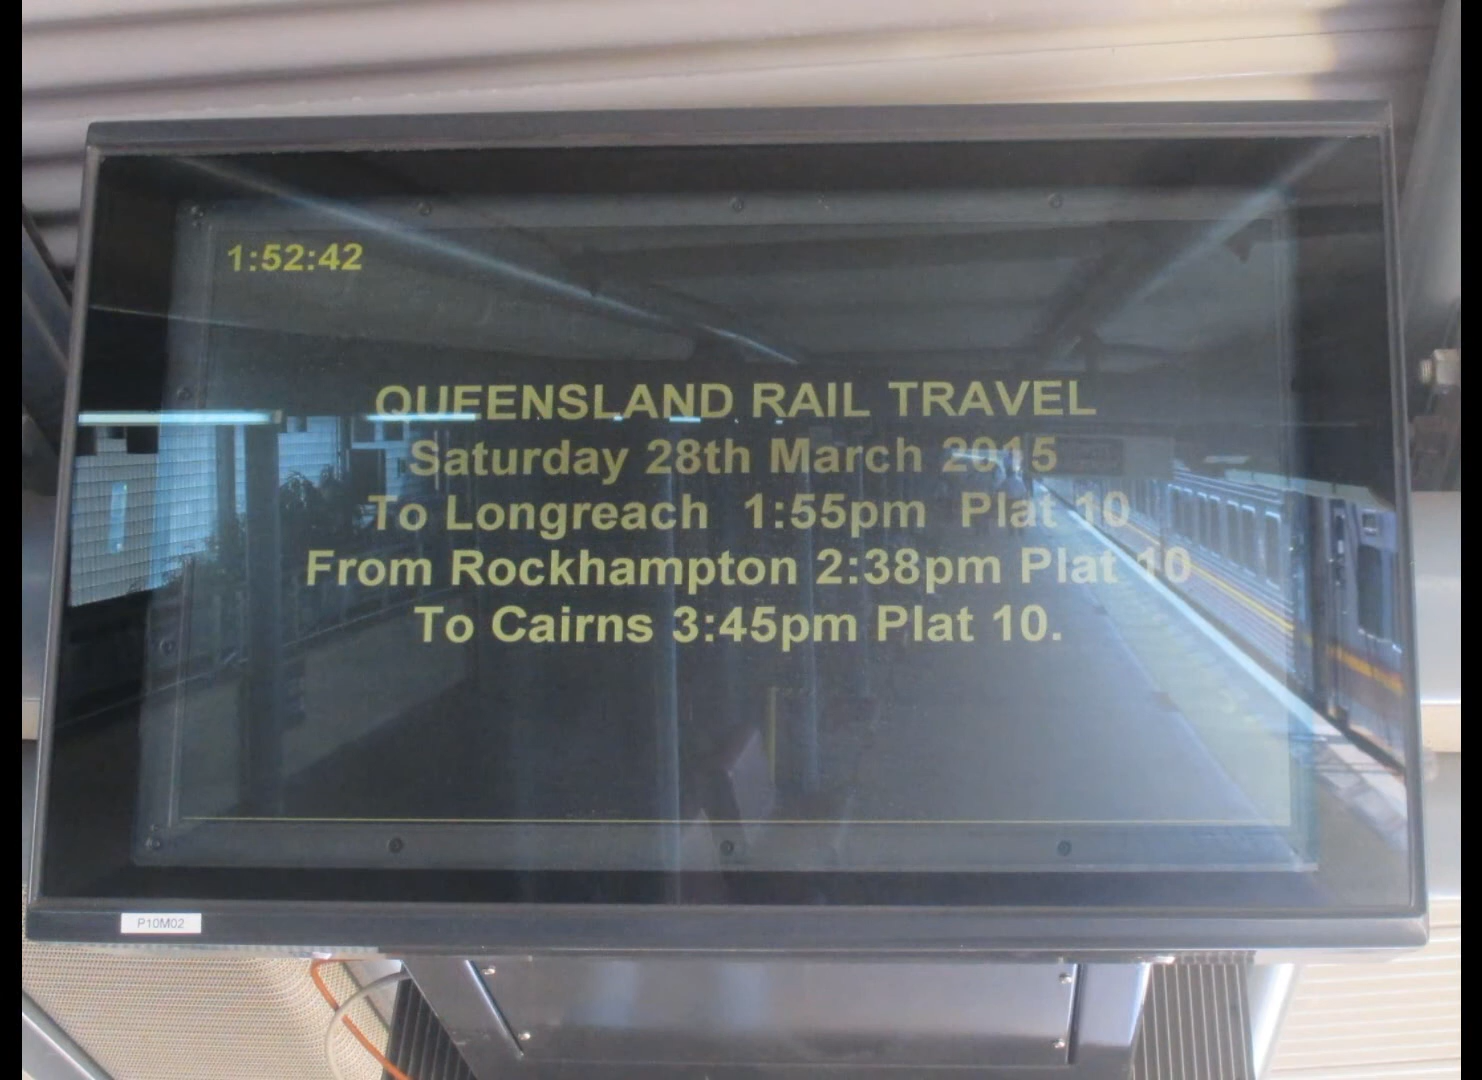 1:52:42
QUEENSLAND RAIL TRAVEL
Saturday 28th March 2015
To Longreach 1:55pm Plat 10
From Rockhampton 2:38pm Plat 10
To Cairns 3:45pm Plat 10.
P10M02